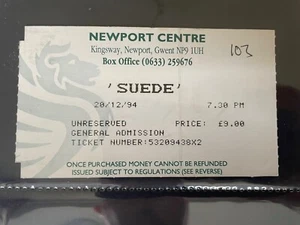 NEWPORT CENTRE
Kingsway, Newport, Gwent NP9 1UH
Box Office (0633) 259676
103
'SUEDE'
20/12/94 7.30 PM
UNRESERVED PRICE: £9.00
GENERAL ADMISSION
TICKET NUMBER:53209438X2
ONCE PURCHASED MONEY CANNOT BE REFUNDED
ISSUED SUBJECT TO REGULATIONS (SEE REVERSE)